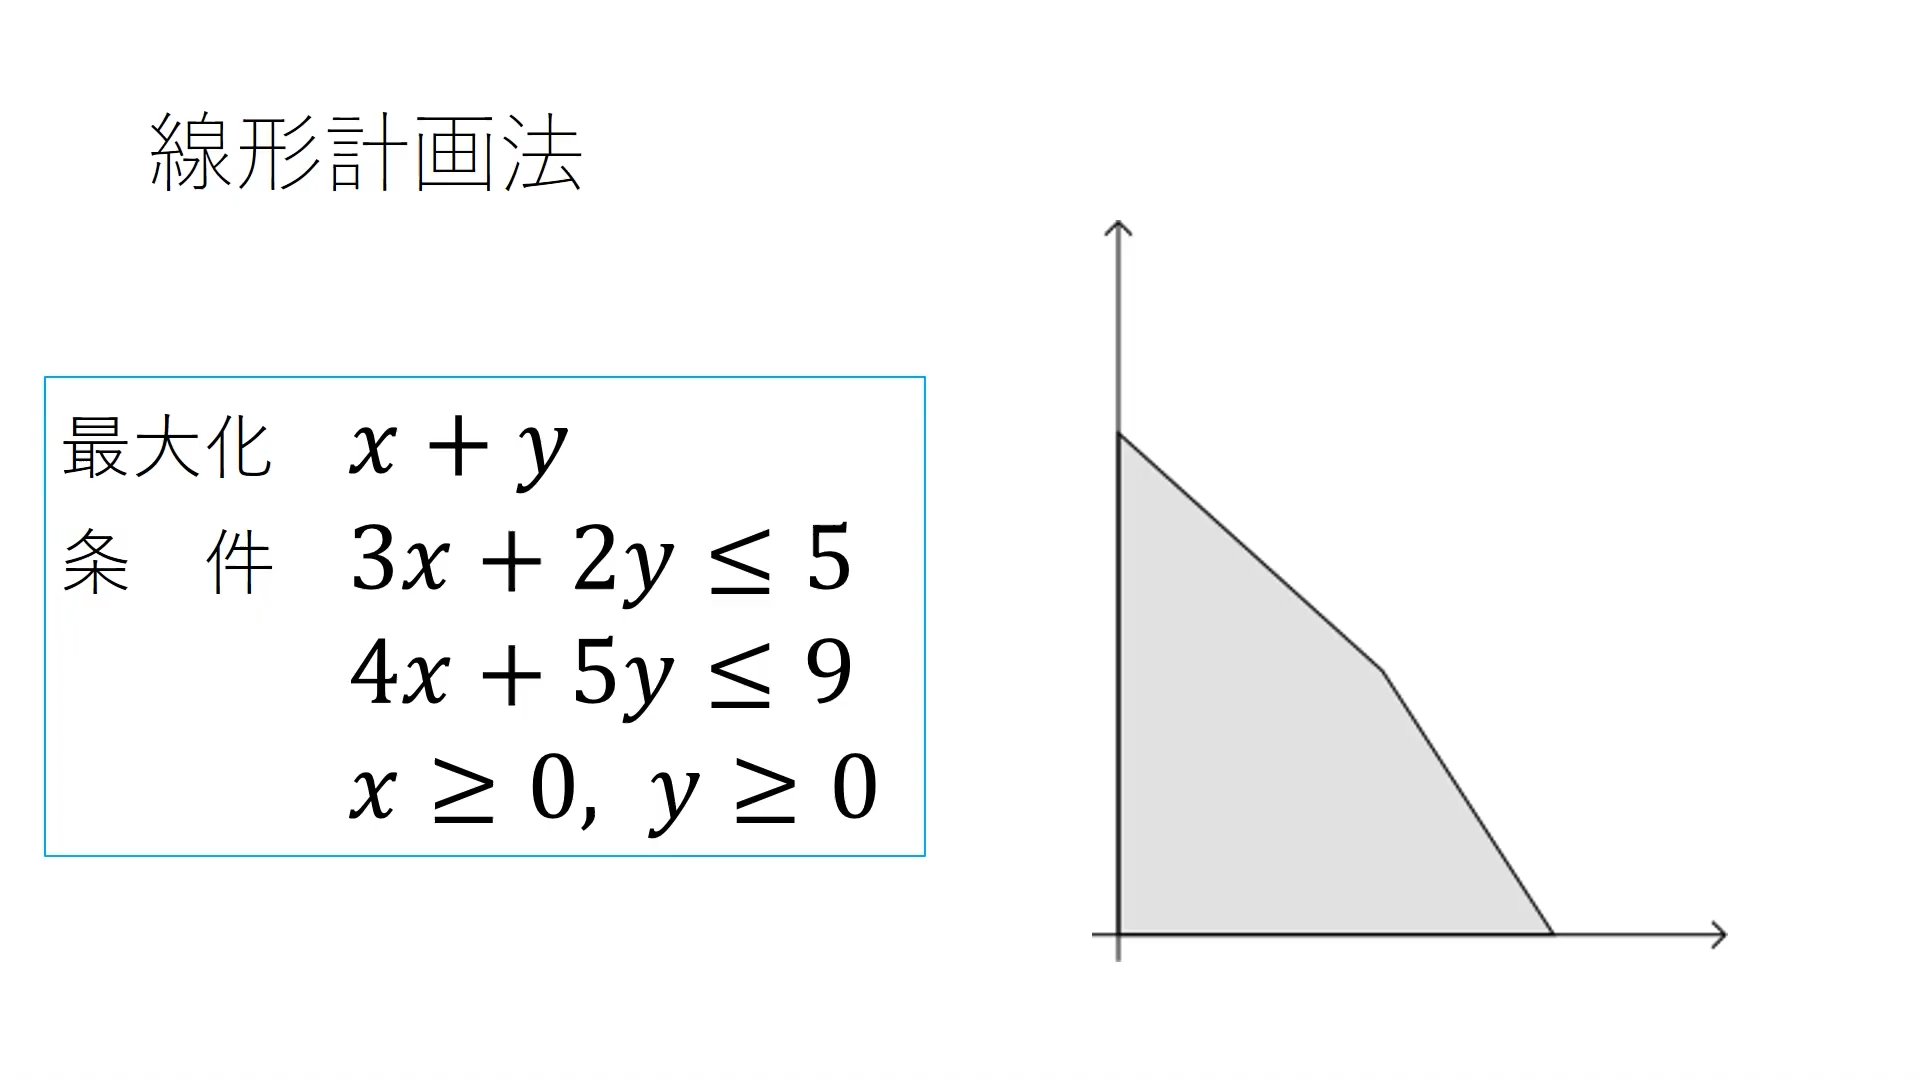 線形計画法
最大化 x + y
条 件 3x + 2y ≤ 5
4x + 5y ≤ 9
x ≥ 0, y ≥ 0